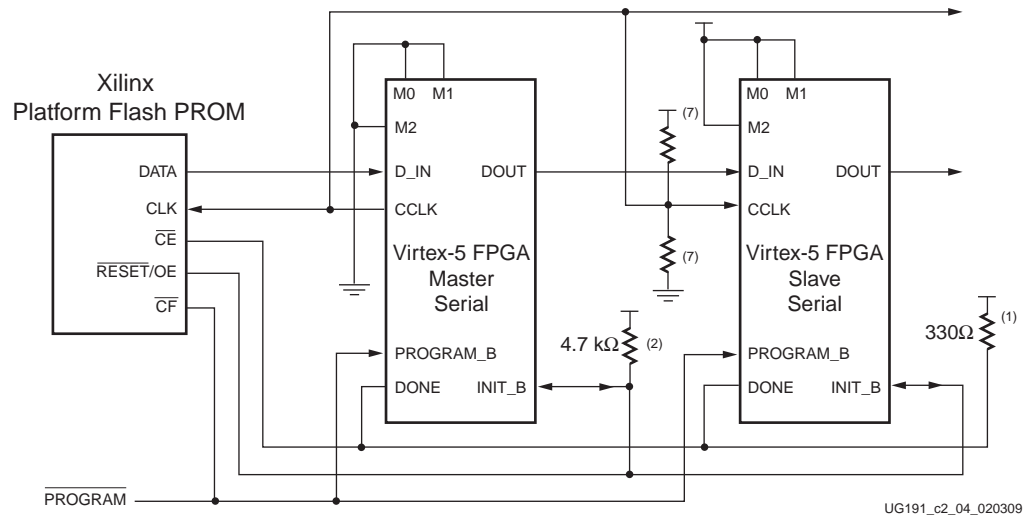 Xilinx
Platform Flash PROM
DATA
CLK
CE
RESET/OE
CF
M0 M1
M2
D_IN DOUT
CCLK
Virtex-5 FPGA
Master
Serial
PROGRAM_B
DONE INIT_B
(7)
(7)
4.7 kΩ (2)
M0 M1
M2
D_IN DOUT
CCLK
Virtex-5 FPGA
Slave
Serial
PROGRAM_B
DONE INIT_B
330Ω (1)
PROGRAM
UG191_c2_04_020309